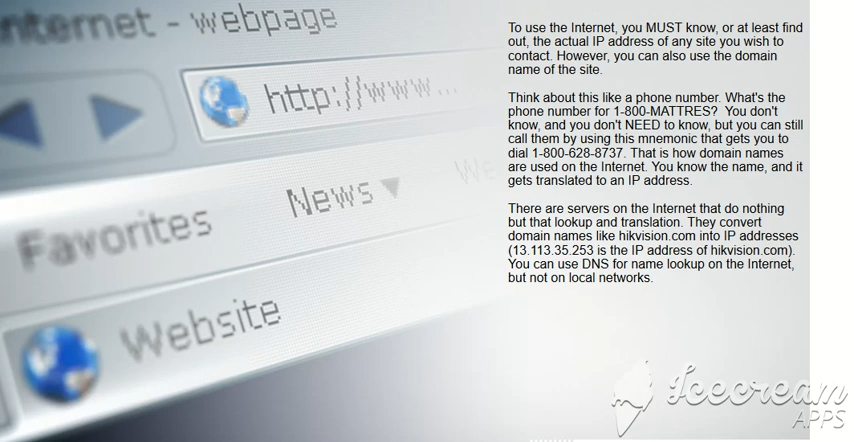 Internet - webpage
http://www...
News
We
Favorites
Website
To use the Internet, you MUST know, or at least find
out, the actual IP address of any site you wish to
contact. However, you can also use the domain
name of the site.
Think about this like a phone number. What's the
phone number for 1-800-MATTRES?  You don't
know, and you don't NEED to know, but you can still
call them by using this mnemonic that gets you to
dial 1-800-628-8737. That is how domain names
are used on the Internet. You know the name, and it
gets translated to an IP address.
There are servers on the Internet that do nothing
but that lookup and translation. They convert
domain names like hikvision.com into IP addresses
(13.113.35.253 is the IP address of hikvision.com).
You can use DNS for name lookup on the Internet,
but not on local networks.
Icecream
APPS